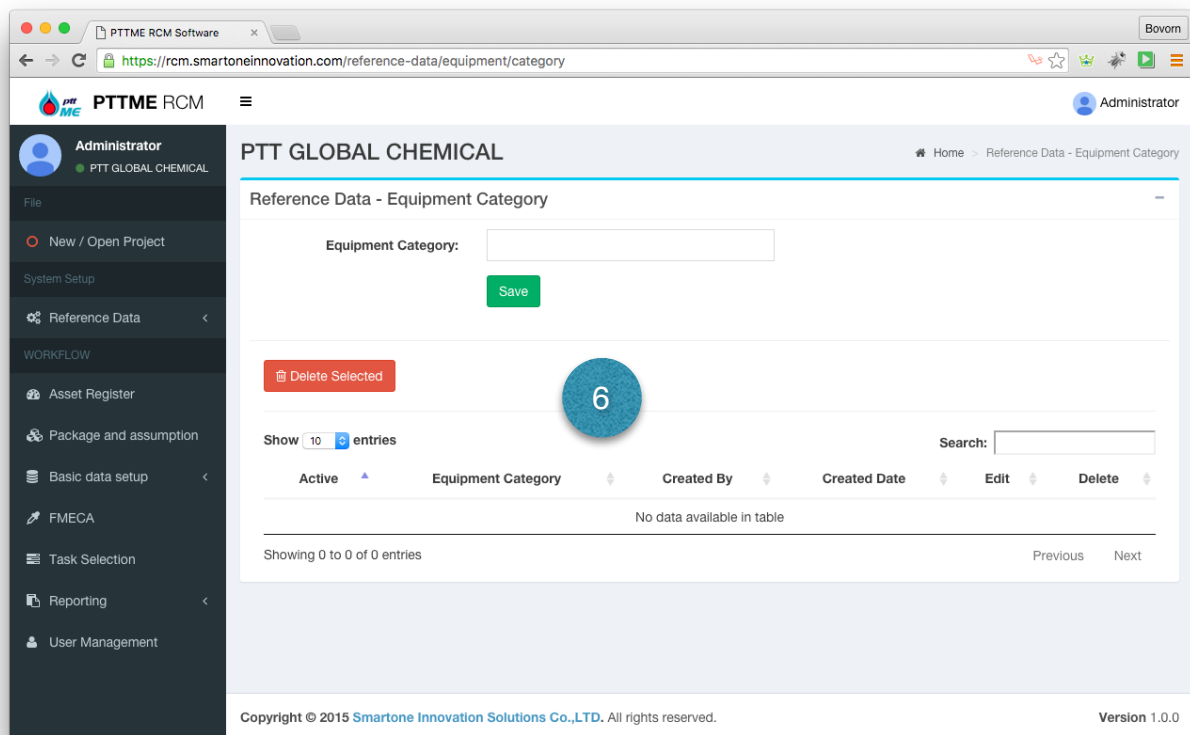 PTTME RCM Software
Bovorn
https://rcm.smartoneinnovation.com/reference-data/equipment/category
ptt ME PTTME RCM
Administrator
Administrator
PTT GLOBAL CHEMICAL
File
New / Open Project
System Setup
Reference Data
WORKFLOW
Asset Register
Package and assumption
Basic data setup
FMECA
Task Selection
Reporting
User Management
PTT GLOBAL CHEMICAL
Home > Reference Data - Equipment Category
Reference Data - Equipment Category
Equipment Category:
Save
Delete Selected
6
Show 10 entries
Search:
Active Equipment Category Created By Created Date Edit Delete
No data available in table
Showing 0 to 0 of 0 entries
Previous Next
Copyright © 2015 Smartone Innovation Solutions Co.,LTD. All rights reserved.
Version 1.0.0